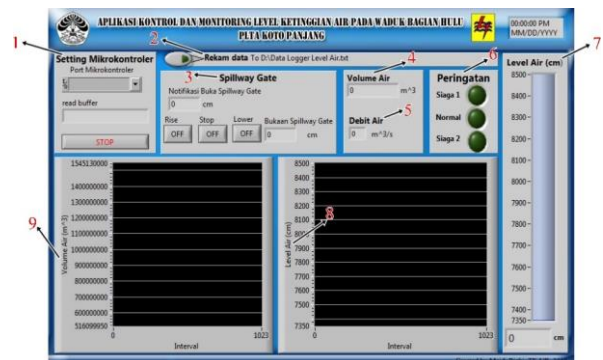 APLIKASI KONTROL DAN MONITORING LEVEL KETINGGIAN AIR PADA WADUK BAGIAN HULU
PLTA KOTO PANJANG
00:00:00 PM
MM/DD/YYYY
1
2
3
4
5
6
7
8
9
Setting Mikrokontroler
Port Mikrokontroler
read buffer
STOP
Rekam data To D:\Data Logger Level Air.txt
Spillway Gate
Notifikasi Buka Spillway Gate
0 cm
Rise Stop Lower Bukaan Spillway Gate
OFF OFF OFF 0 cm
Volume Air
0 m^3
Debit Air
0 m^3/s
Peringatan
Siaga 1
Normal
Siaga 2
Level Air (cm)
8500
8400
8300
8200
8100
8000
7900
7800
7700
7600
7500
7400
7350
0 cm
Volume Air (m^3)
1545130000
1400000000
1300000000
1200000000
1100000000
1000000000
900000000
800000000
700000000
600000000
516099950
0 1023
Interval
Level Air (cm)
8500
8400
8300
8200
8100
8000
7900
7800
7700
7600
7500
7350
0 1023
Interval